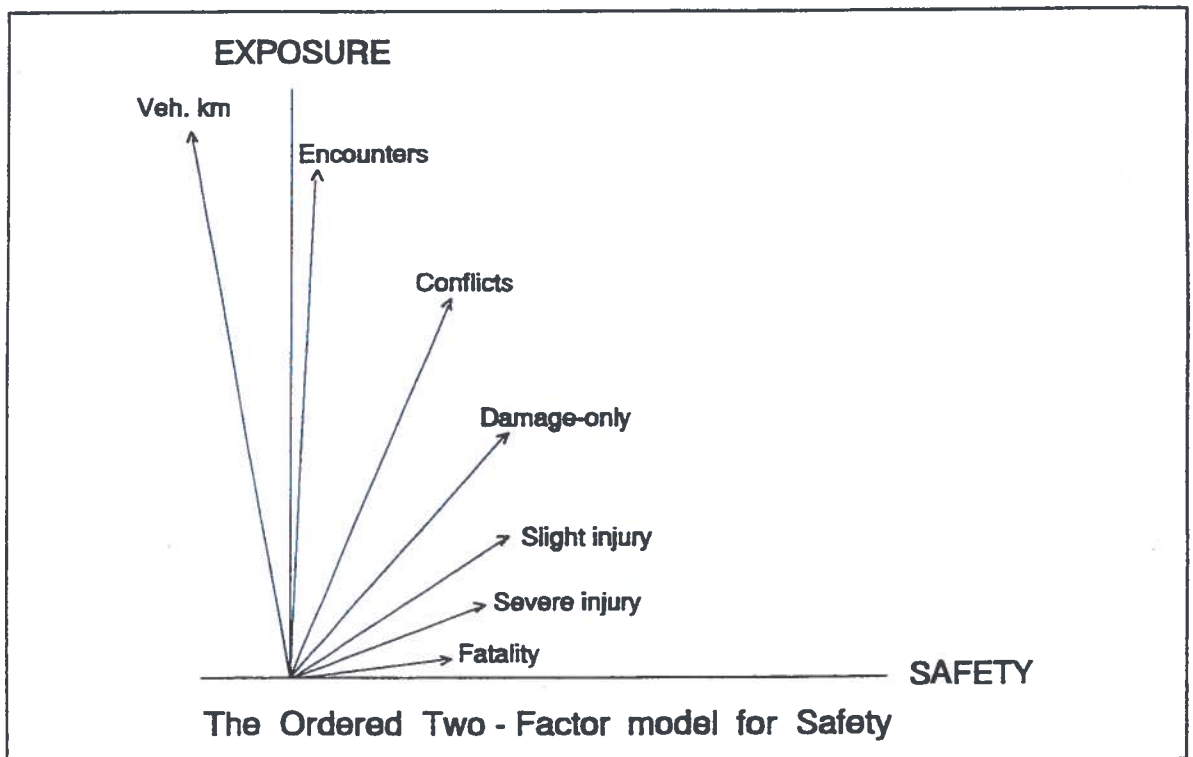 EXPOSURE
Veh. km
Encounters
Conflicts
Damage-only
Slight injury
Severe injury
Fatality
SAFETY
The Ordered Two - Factor model for Safety